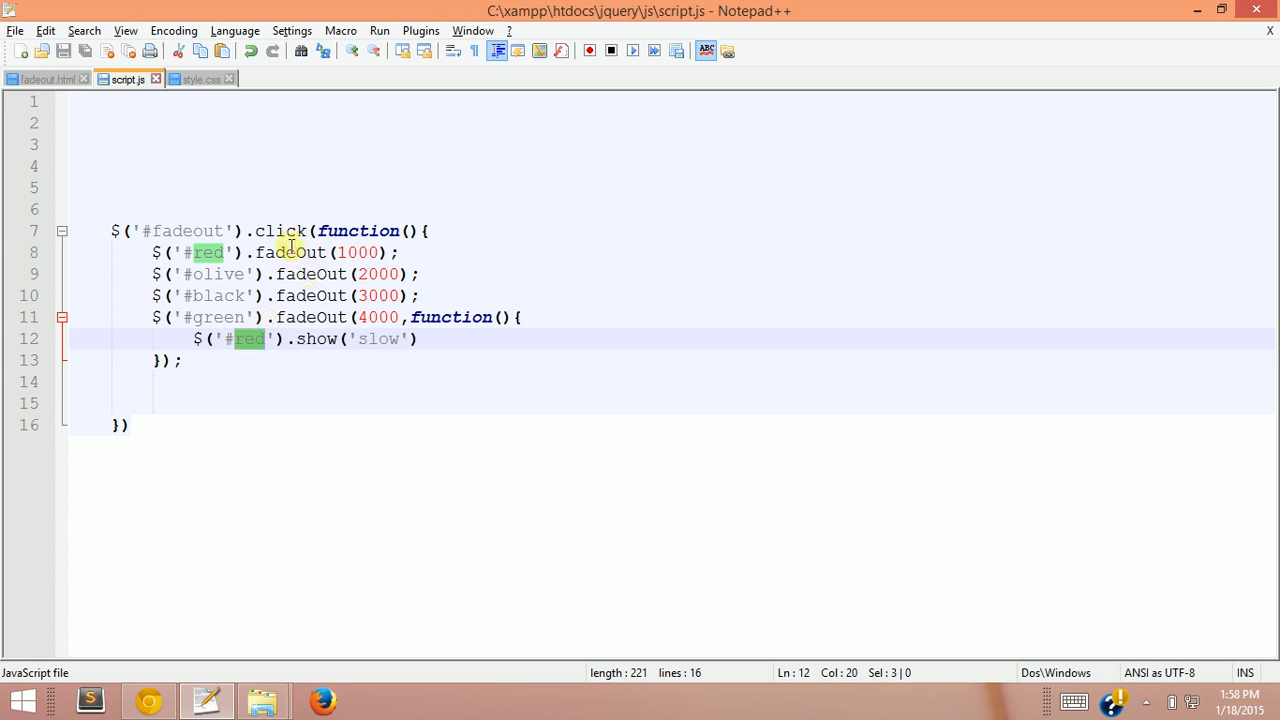 C:\xampp\htdocs\jquery\js\script.js - Notepad++
File Edit Search View Encoding Language Settings Macro Run Plugins Window ? X
ABC
fadeout.html script.js style.css
1
2
3
4
5
6
7 $('#fadeout').click(function(){
8 $('#red').fadeOut(1000);
9 $('#olive').fadeOut(2000);
10 $('#black').fadeOut(3000);
11 $('#green').fadeOut(4000,function(){
12 $('#red').show('slow')
13 });
14
15
16 })
JavaScript file length : 221 lines : 16 Ln : 12 Col : 20 Sel : 3 | 0 Dos\Windows ANSI as UTF-8 INS
1:58 PM
1/18/2015